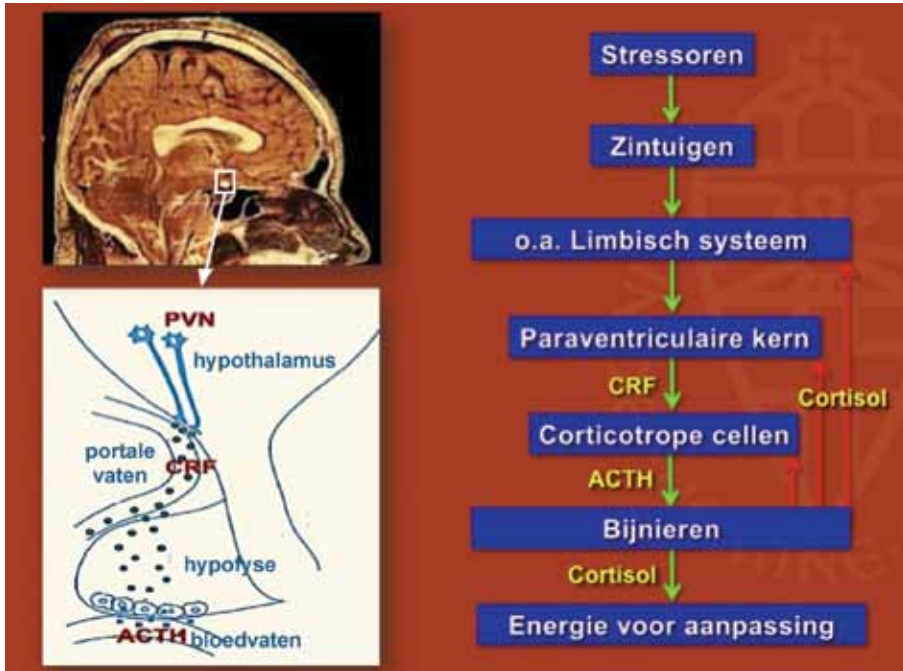 PVN
hypothalamus
portale
vaten
CRF
hypofyse
ACTH bloedvaten
Stressoren
Zintuigen
o.a. Limbisch systeem
Paraventriculaire kern
CRF
Cortisol
Corticotrope cellen
ACTH
Bijnieren
Cortisol
Energie voor aanpassing